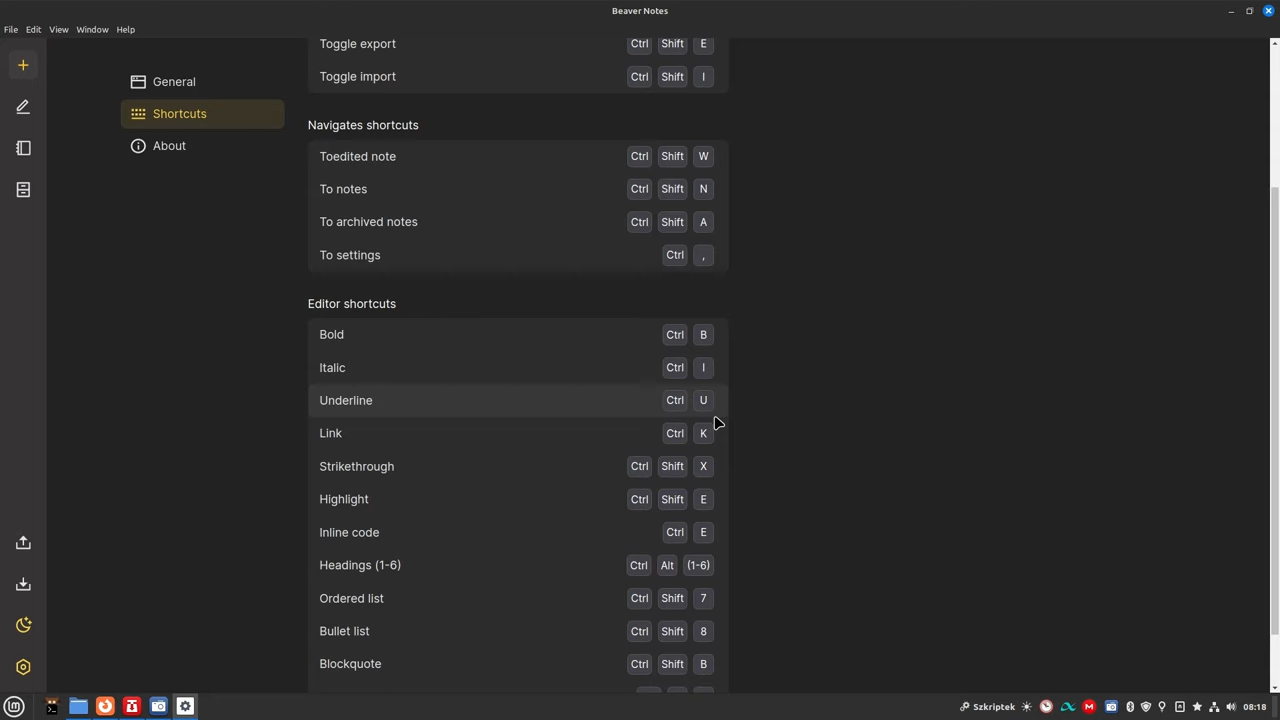 Beaver Notes
File Edit View Window Help
Toggle export Ctrl Shift E
Toggle import Ctrl Shift I
General
Shortcuts
About
Navigates shortcuts
Toedited note Ctrl Shift W
To notes Ctrl Shift N
To archived notes Ctrl Shift A
To settings Ctrl ,
Editor shortcuts
Bold Ctrl B
Italic Ctrl I
Underline Ctrl U
Link Ctrl K
Strikethrough Ctrl Shift X
Highlight Ctrl Shift E
Inline code Ctrl E
Headings (1-6) Ctrl Alt (1-6)
Ordered list Ctrl Shift 7
Bullet list Ctrl Shift 8
Blockquote Ctrl Shift B
Szkriptek 08:18